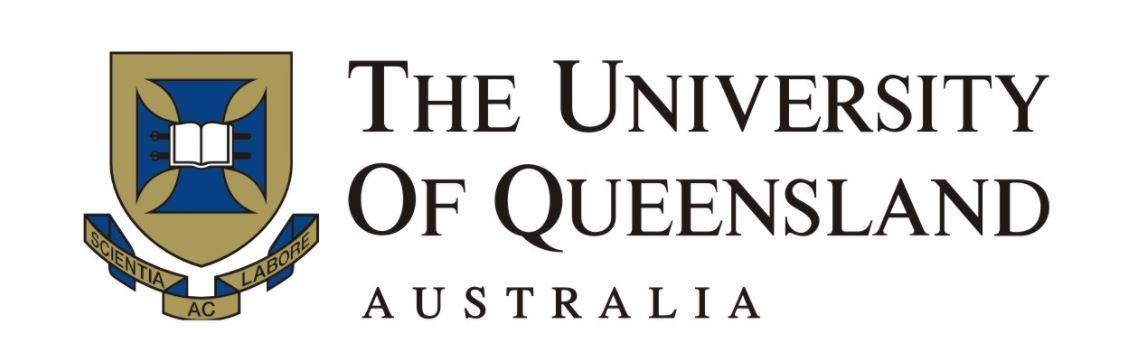 THE UNIVERSITY
OF QUEENSLAND
AUSTRALIA
SCIENTIA
AC
LABORE